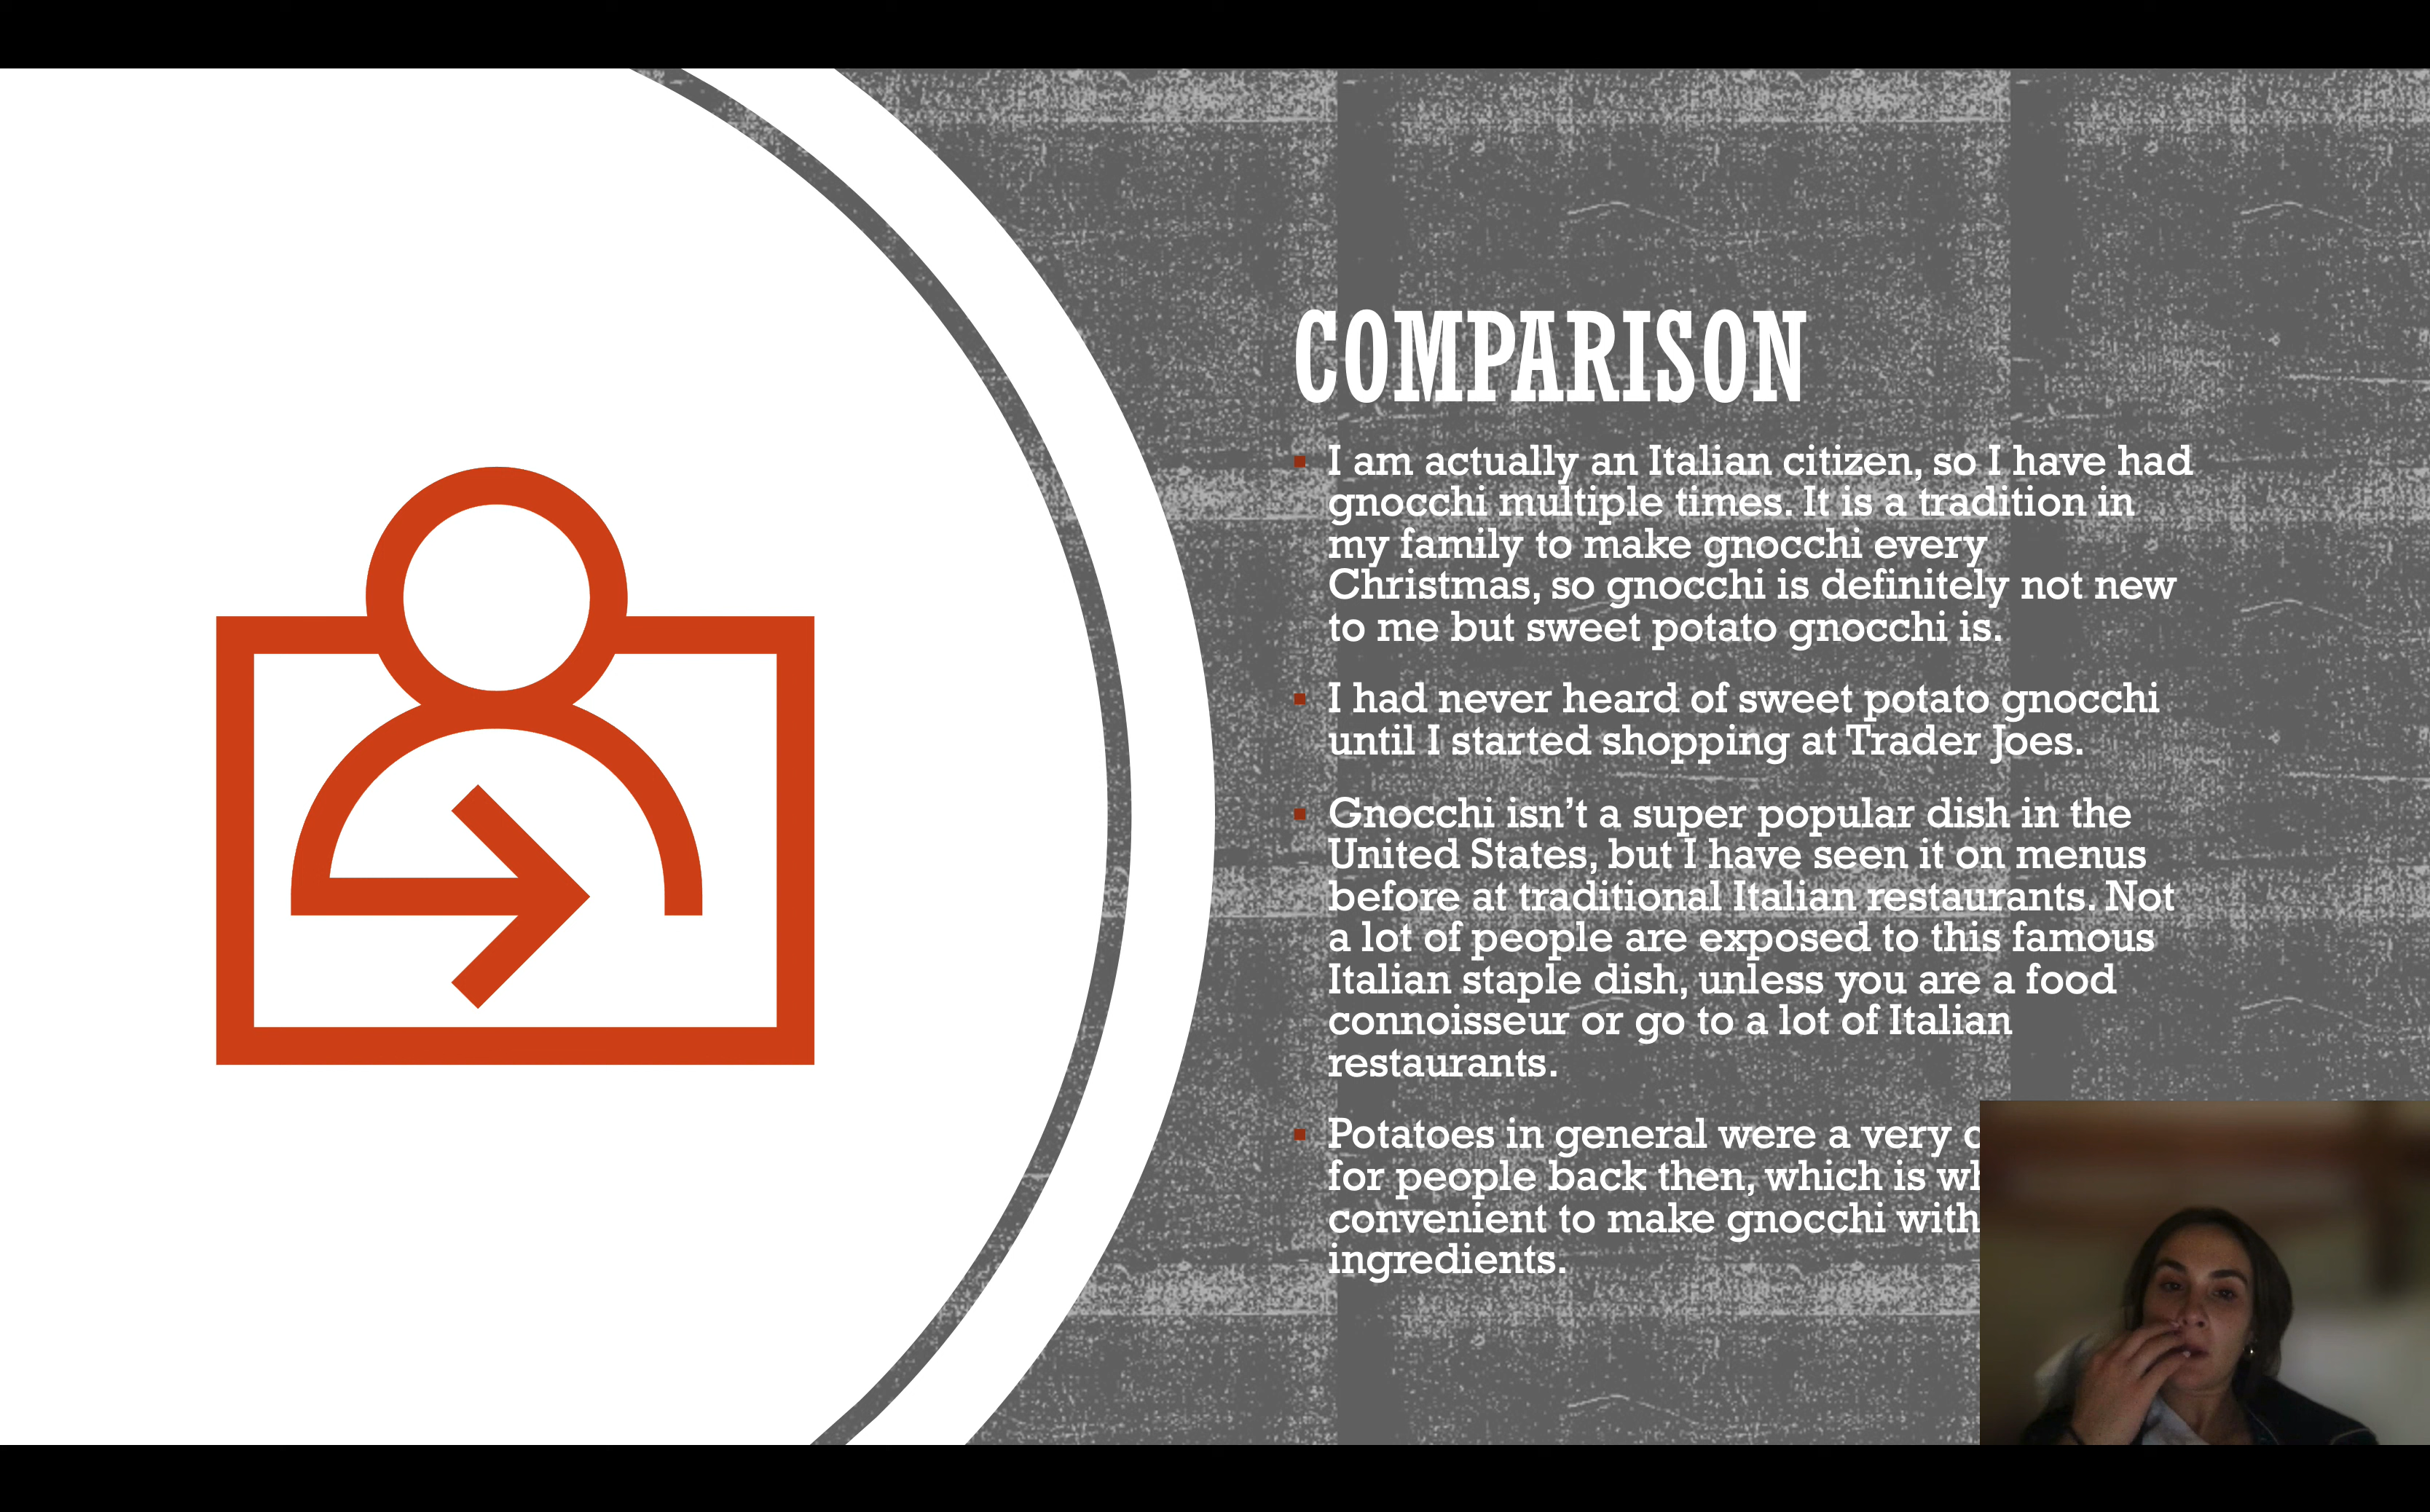 COMPARISON
I am actually an Italian citizen, so I have had
gnocchi multiple times. It is a tradition in
my family to make gnocchi every
Christmas, so gnocchi is definitely not new
to me but sweet potato gnocchi is.
I had never heard of sweet potato gnocchi
until I started shopping at Trader Joes.
Gnocchi isn’t a super popular dish in the
United States, but I have seen it on menus
before at traditional Italian restaurants. Not
a lot of people are exposed to this famous
Italian staple dish, unless you are a food
connoisseur or go to a lot of Italian
restaurants.
Potatoes in general were a very
for people back then, which is
convenient to make gnocchi with
ingredients.